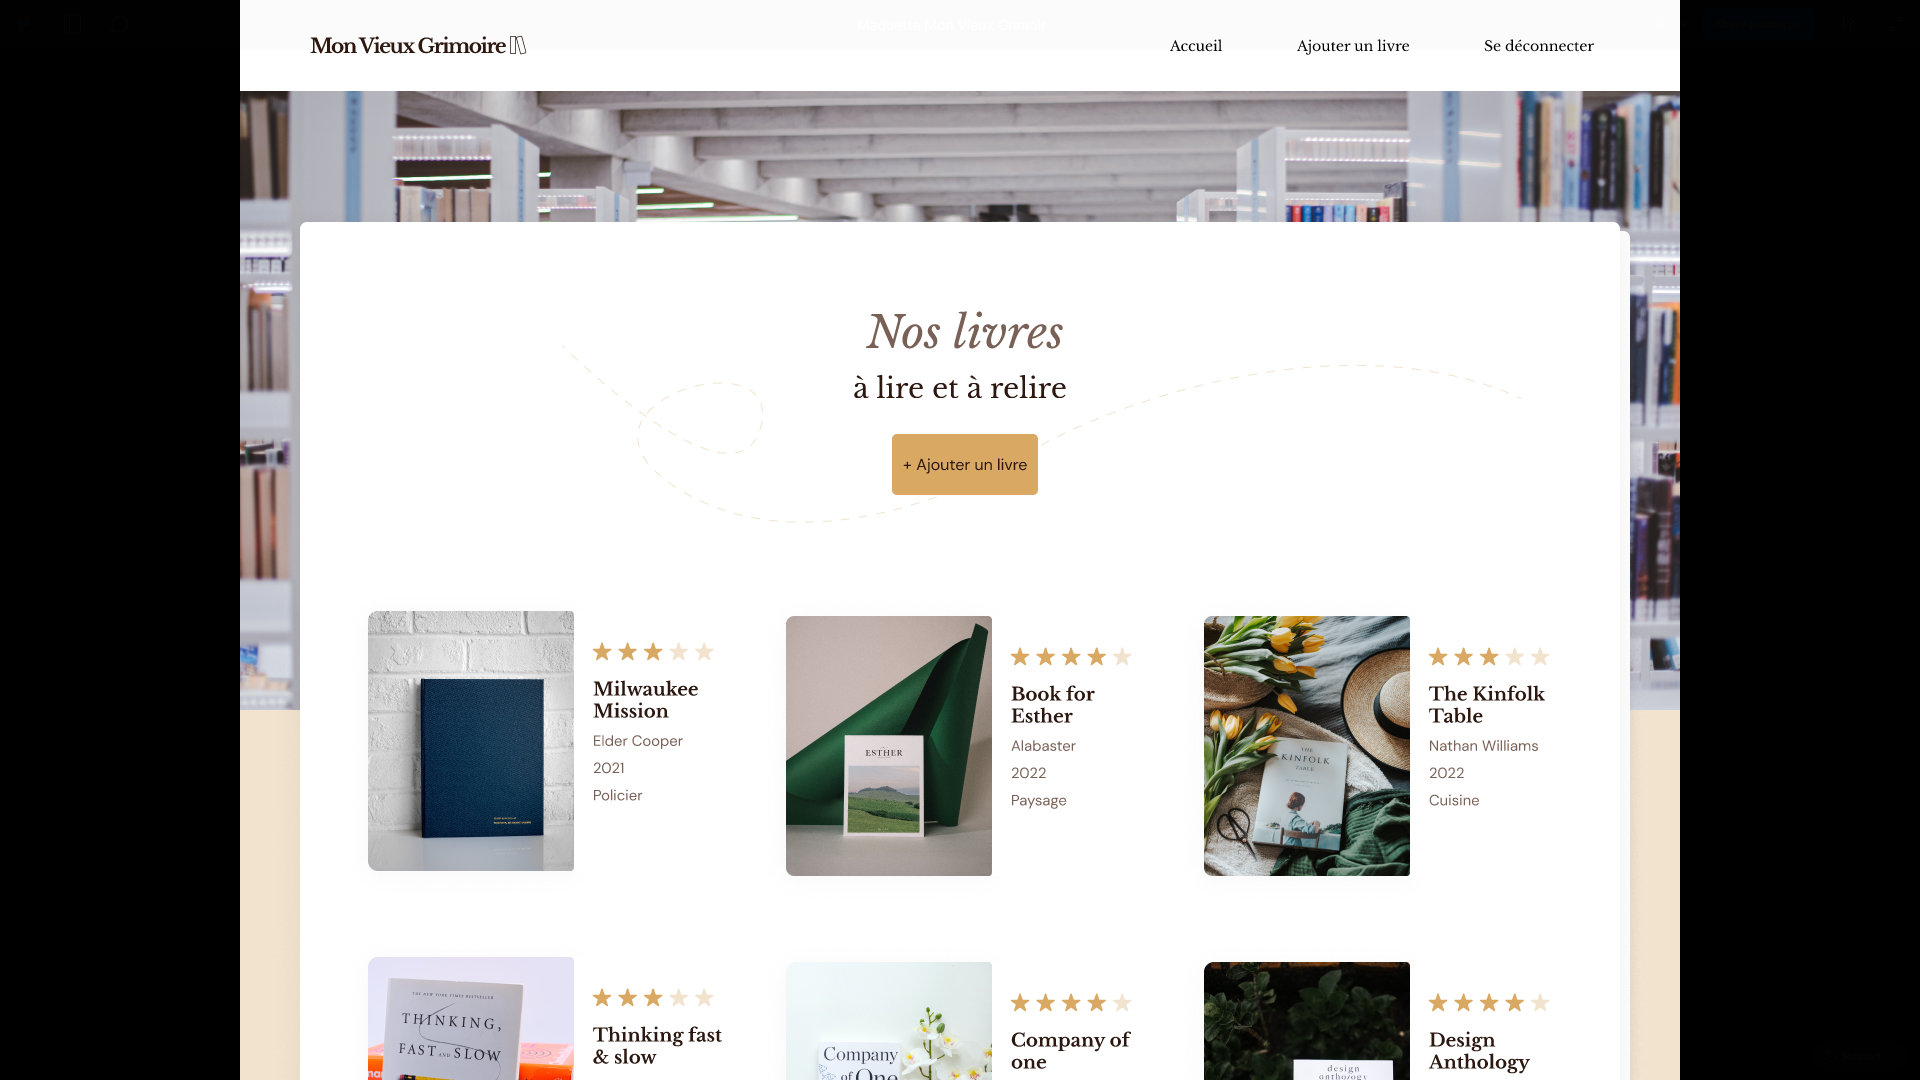 Mon Vieux Grimoire
Accueil
Ajouter un livre
Se déconnecter
Nos livres
à lire et à relire
+ Ajouter un livre
Milwaukee
Mission
Elder Cooper
2021
Policier
ESTHER
Book for
Esther
Alabaster
2022
Paysage
THE
KINFOLK
TABLE
The Kinfolk
Table
Nathan Williams
2022
Cuisine
THE NEW YORK TIMES BESTSELLER
THINKING,
FAST AND SLOW
Thinking fast
& slow
Company
of One
Company of
one
design
anthology
Design
Anthology